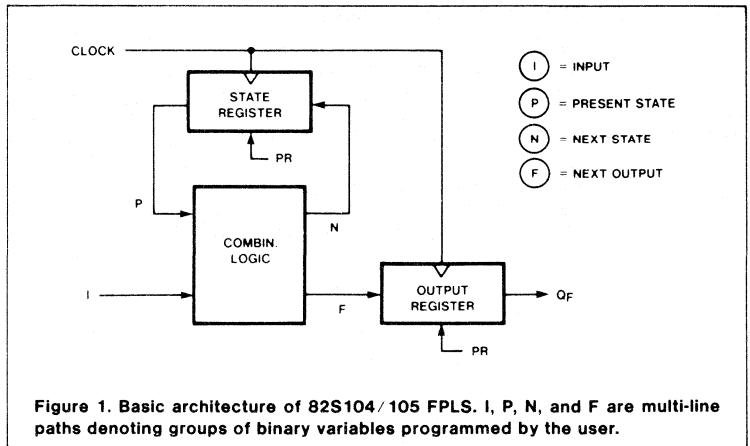 CLOCK
STATE
REGISTER
PR
P
N
COMBIN.
LOGIC
I
F
OUTPUT
REGISTER
QF
PR
I = INPUT
P = PRESENT STATE
N = NEXT STATE
F = NEXT OUTPUT
Figure 1. Basic architecture of 82S104/105 FPLS. I, P, N, and F are multi-line
paths denoting groups of binary variables programmed by the user.